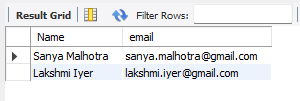 Result Grid Filter Rows:
Name email
Sanya Malhotra sanya.malhotra@gmail.com
Lakshmi Iyer lakshmi.iyer@gmail.com